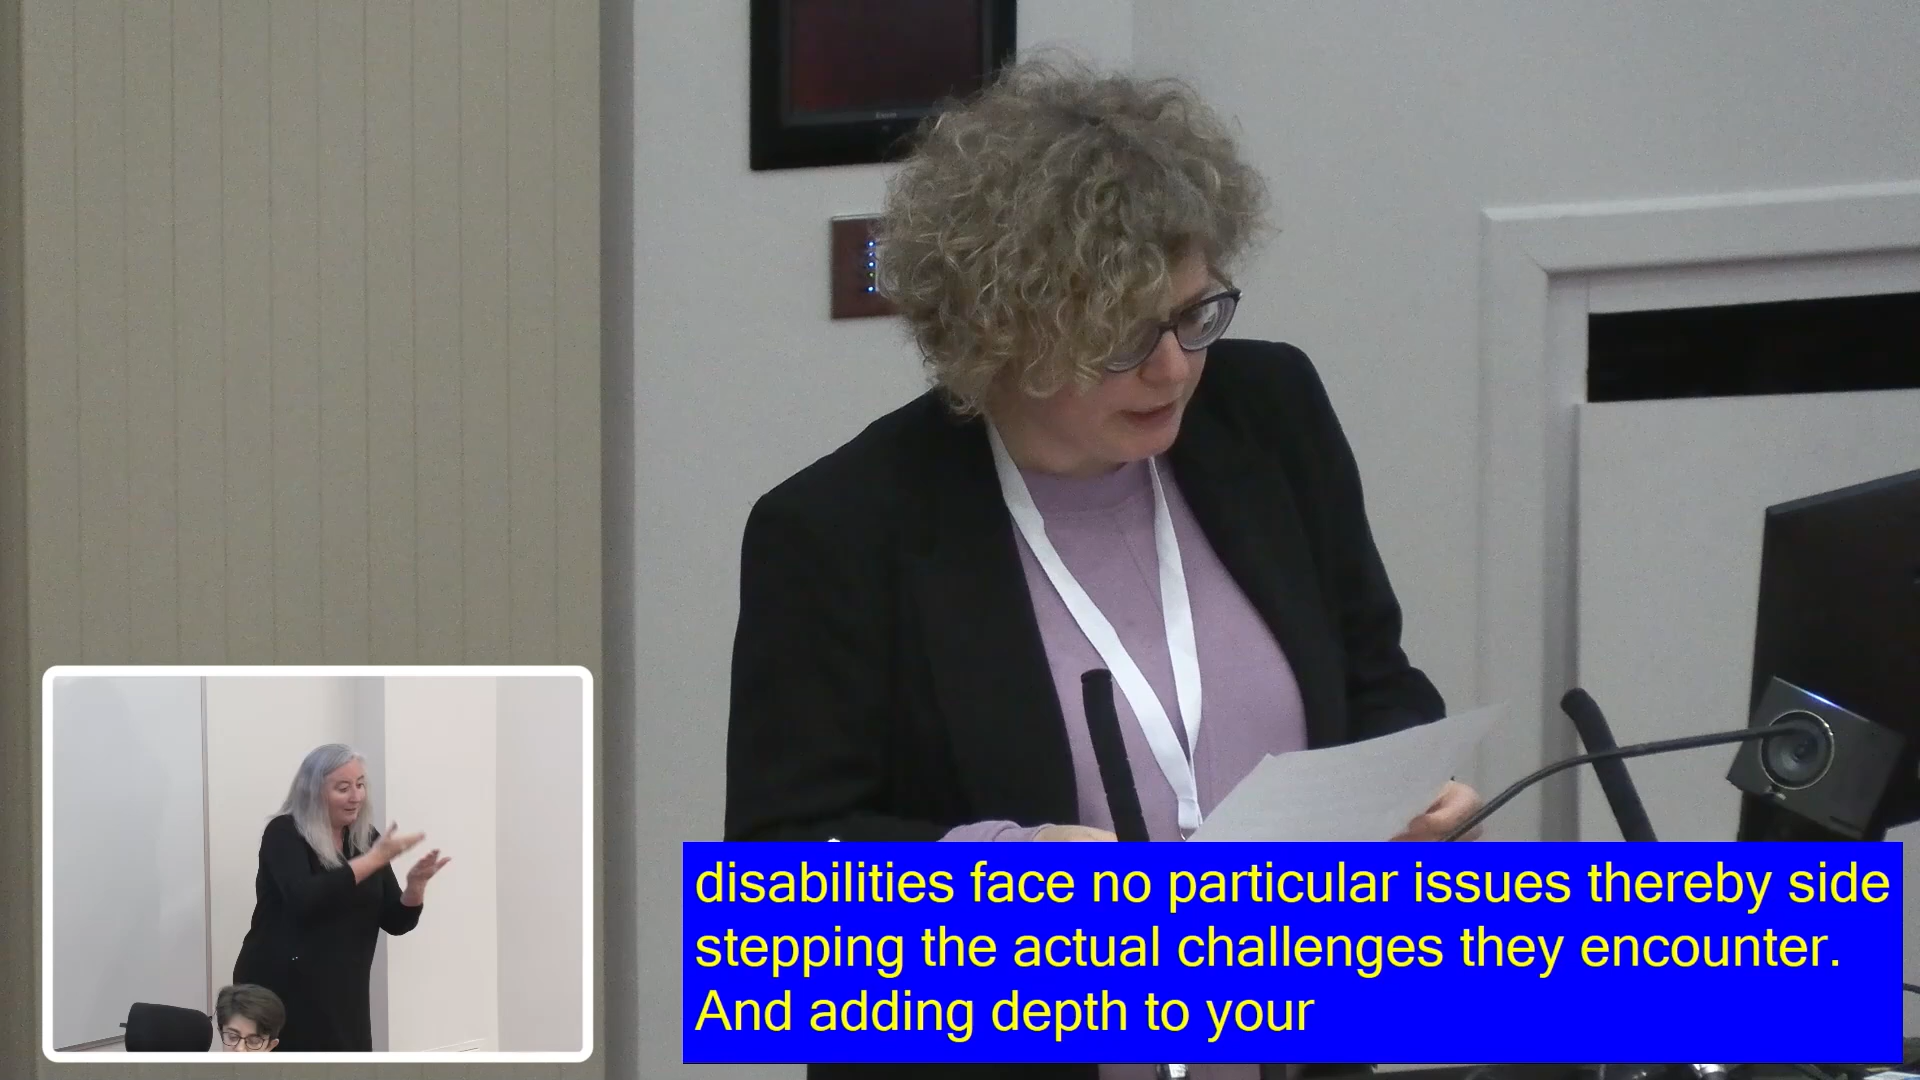 disabilities face no particular issues thereby side
stepping the actual challenges they encounter.
And adding depth to your